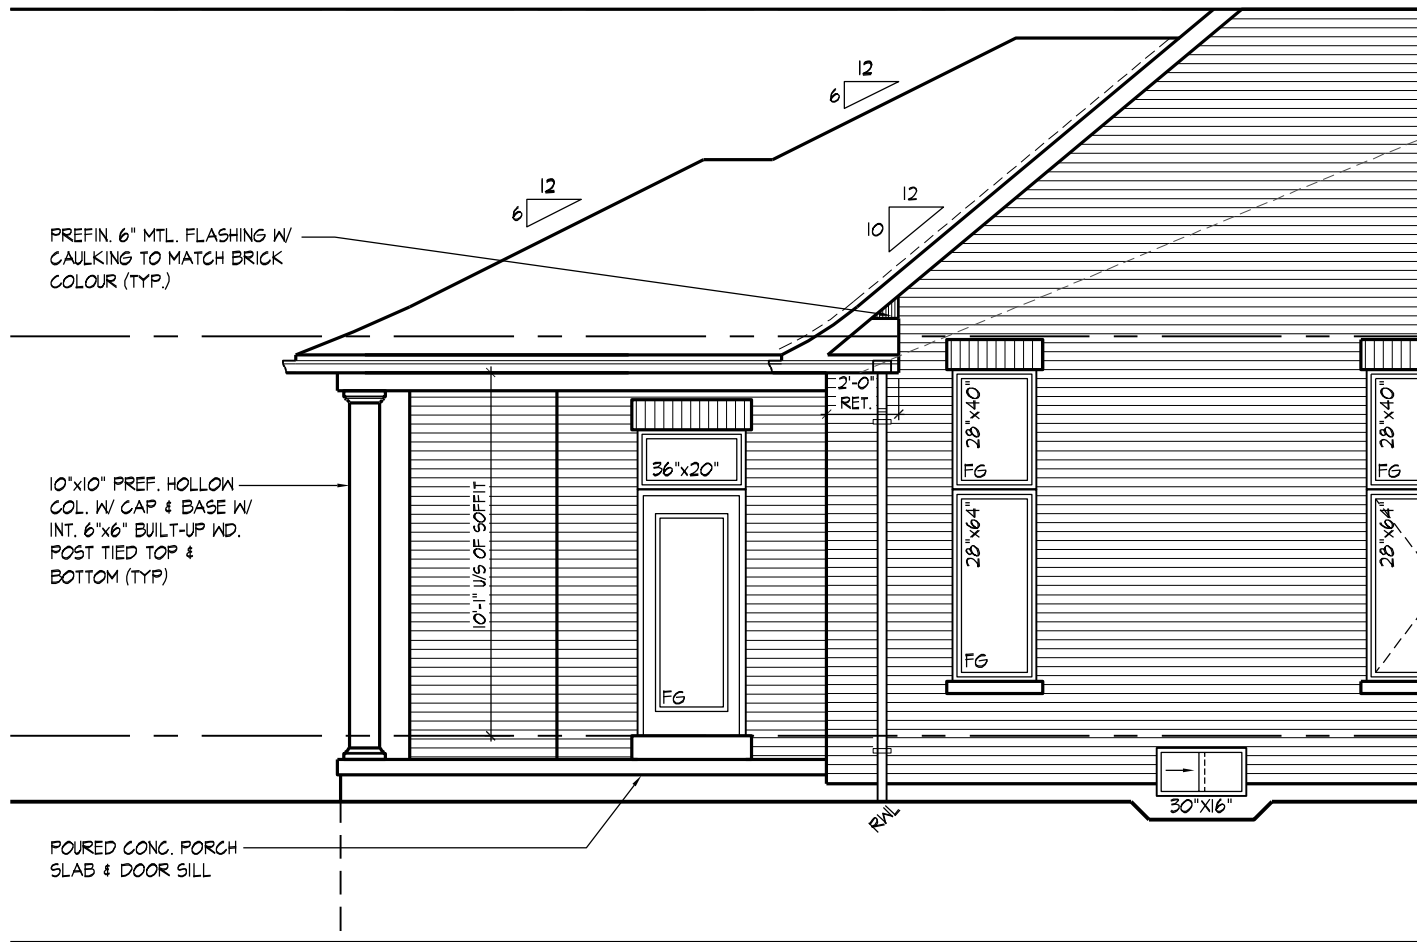 12
6
12
6
12
10
PREFIN. 6" MTL. FLASHING W/
CAULKING TO MATCH BRICK
COLOUR (TYP.)
2'-0"
RET.
28"x40"
FG
28"x40"
FG
36"x20"
10"x10" PREF. HOLLOW
COL. W/ CAP & BASE W/
INT. 6"x6" BUILT-UP WD.
POST TIED TOP &
BOTTOM (TYP)
10'-1" U/S OF SOFFIT
28"x64"
FG
28"x64"
FG
30"X16"
RWL
POURED CONC. PORCH
SLAB & DOOR SILL